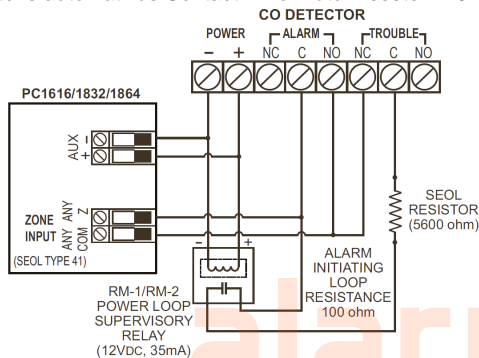 CO DETECTOR
POWER ALARM TROUBLE
– + NC C NO NC C NO
PC1616/1832/1864
AUX – +
ZONE INPUT
ANY Z
ANY COM
(SEOL TYPE 41)
– +
SEOL
RESISTOR
(5600 ohm)
ALARM
INITIATING
LOOP
RESISTANCE
100 ohm
RM-1/RM-2
POWER LOOP
SUPERVISORY
RELAY
(12VDC, 35mA)
alar